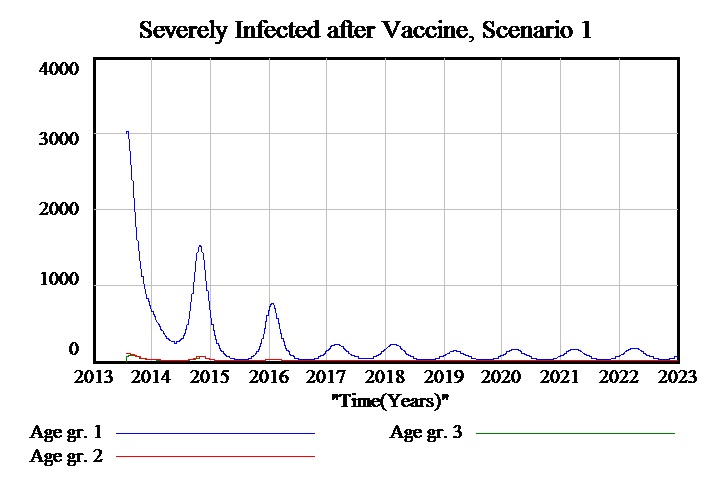 Severely Infected after Vaccine, Scenario 1
4000
3000
2000
1000
0
2013 2014 2015 2016 2017 2018 2019 2020 2021 2022 2023
"Time(Years)"
Age gr. 1 Age gr. 3
Age gr. 2